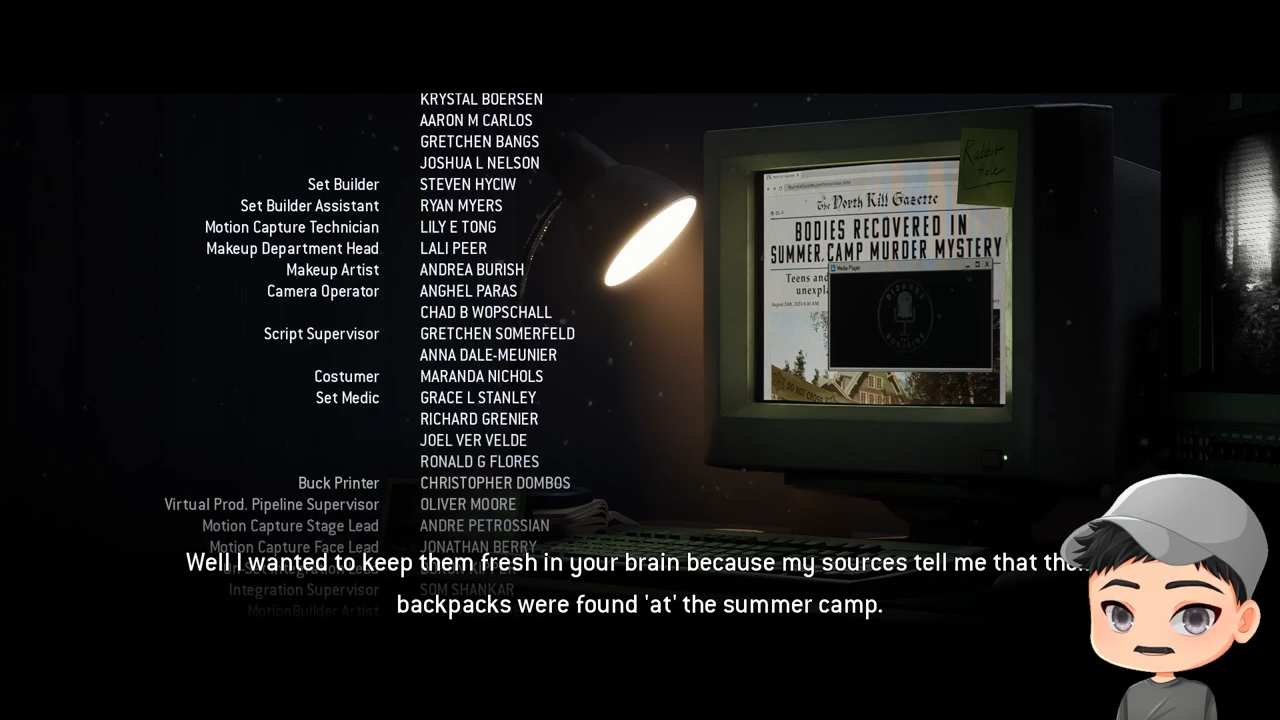 KRYSTAL BOERSEN
AARON M CARLOS
GRETCHEN BANGS
JOSHUA L NELSON
Set Builder STEVEN HYCIW
Set Builder Assistant RYAN MYERS
Motion Capture Technician LILY E TONG
Makeup Department Head LALI PEER
Makeup Artist ANDREA BURISH
Camera Operator ANGHEL PARAS
CHAD B WOPSCHALL
Script Supervisor GRETCHEN SOMERFELD
ANNA DALE-MEUNIER
Costumer MARANDA NICHOLS
Set Medic GRACE L STANLEY
RICHARD GRENIER
JOEL VER VELDE
RONALD G FLORES
Buck Printer CHRISTOPHER DOMBOS
Virtual Prod. Pipeline Supervisor OLIVER MOORE
Motion Capture Stage Lead ANDRE PETROSSIAN
Motion Capture Face Lead JONATHAN BERRY
Integration Supervisor SOM SHANKAR
MotionBuilder Artist
Rabbit
Hole
The North Kill Gazette
BODIES RECOVERED IN
SUMMER CAMP MURDER MYSTERY
Teens and
Media Player
BIZARRE
BONAFIDE
DO NOT CROSS
Well I wanted to keep them fresh in your brain because my sources tell me that
backpacks were found 'at' the summer camp.